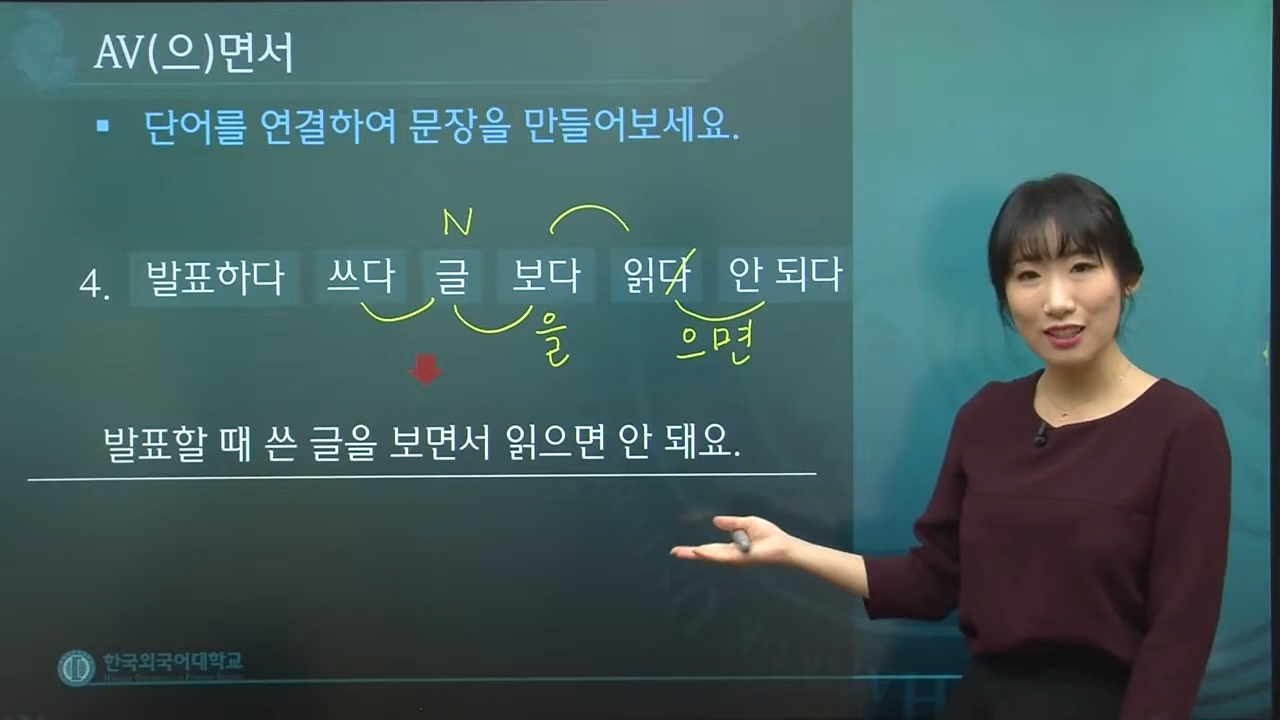 AV(으)면서
▪ 단어를 연결하여 문장을 만들어보세요.
N
4. 발표하다 쓰다 글 보다 읽다 안 되다
을 으면
발표할 때 쓴 글을 보면서 읽으면 안 돼요.
한국외국어대학교